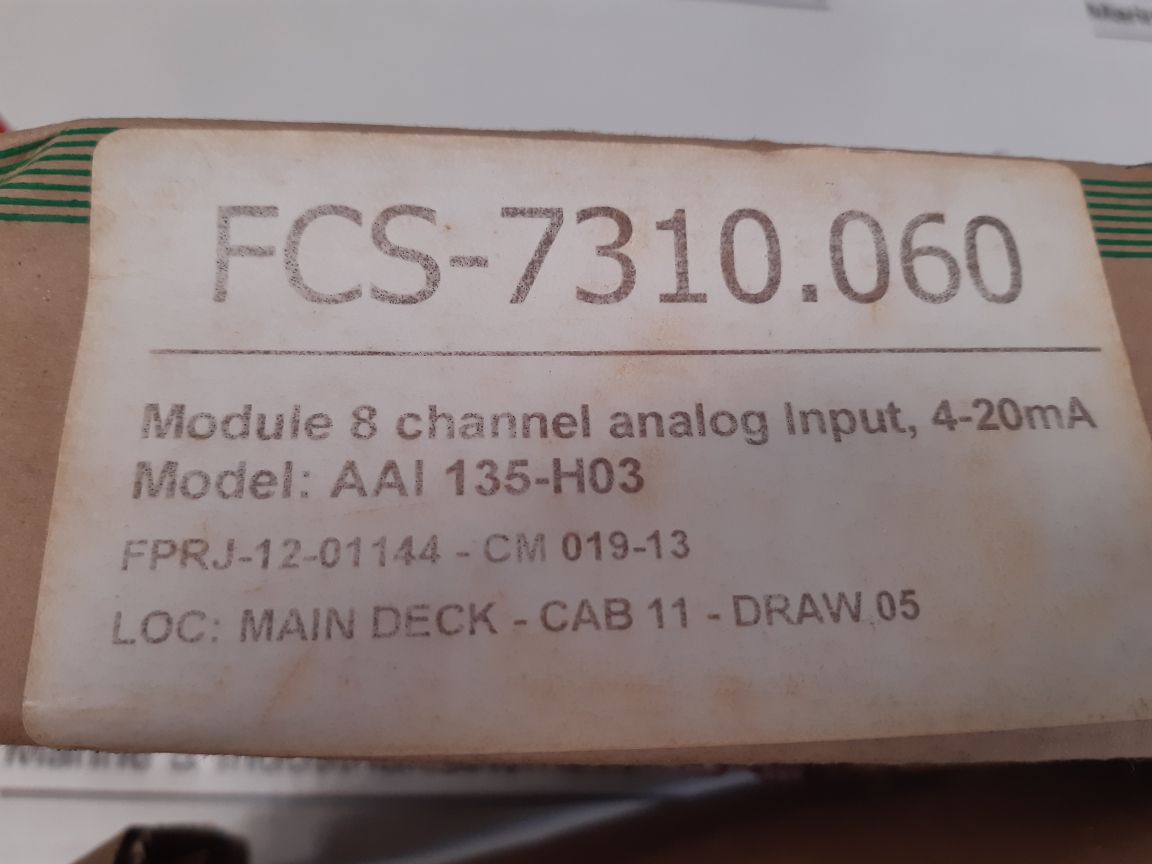 FCS-7310.060
Module 8 channel analog Input, 4-20mA
Model: AAI 135-H03
FPRJ-12-01144 - CM 019-13
LOC: MAIN DECK - CAB 11 - DRAW 05
Marine &